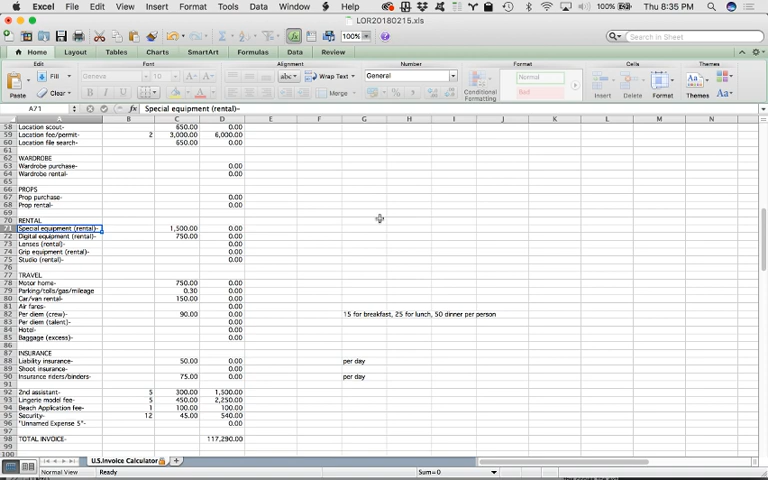 Excel File Edit View Insert Format Tools Data Window Help 100% Thu 8:35 PM
LOR20180215.xls
100% Search in Sheet
Home Layout Tables Charts SmartArt Formulas Data Review
Edit Font Alignment Number Format Cells Themes
Fill Geneva 10 abc Wrap Text General Normal
Paste Clear Merge Conditional Formatting Bad Insert Delete Format Themes Aa
A71 fx Special equipment (rental)-
A B C D E F G H I J K L M N
58 Location scout- 650.00 0.00
59 Location fee/permit- 2 3,000.00 6,000.00
60 Location file search- 650.00 0.00
61
62 WARDROBE
63 Wardrobe purchase- 0.00
64 Wardrobe rental- 0.00
65
66 PROPS
67 Prop purchase- 0.00
68 Prop rental- 0.00
69
70 RENTAL
71 Special equipment (rental)- 1,500.00 0.00
72 Digital equipment (rental)- 750.00 0.00
73 Lenses (rental)- 0.00
74 Grip equipment (rental)- 0.00
75 Studio (rental)- 0.00
76
77 TRAVEL
78 Motor home- 750.00 0.00
79 Parking/tolls/gas/mileage 0.30 0.00
80 Car/van rental- 150.00 0.00
81 Air fares- 0.00
82 Per diem (crew)- 90.00 0.00 15 for breakfast, 25 for lunch, 50 dinner per person
83 Per diem (talent)- 0.00
84 Hotel- 0.00
85 Baggage (excess)- 0.00
86
87 INSURANCE
88 Liability insurance- 50.00 0.00 per day
89 Shoot insurance- 0.00
90 Insurance riders/binders- 75.00 0.00 per day
91
92 2nd assistant- 5 300.00 1,500.00
93 Lingerie model fee- 5 450.00 2,250.00
94 Beach Application fee- 1 100.00 100.00
95 Security- 12 45.00 540.00
96 "Unnamed Expense 5"- 0.00
97
98 TOTAL INVOICE- 117,290.00
99
100
U.S.Invoice Calculator
Normal View Ready Sum=0